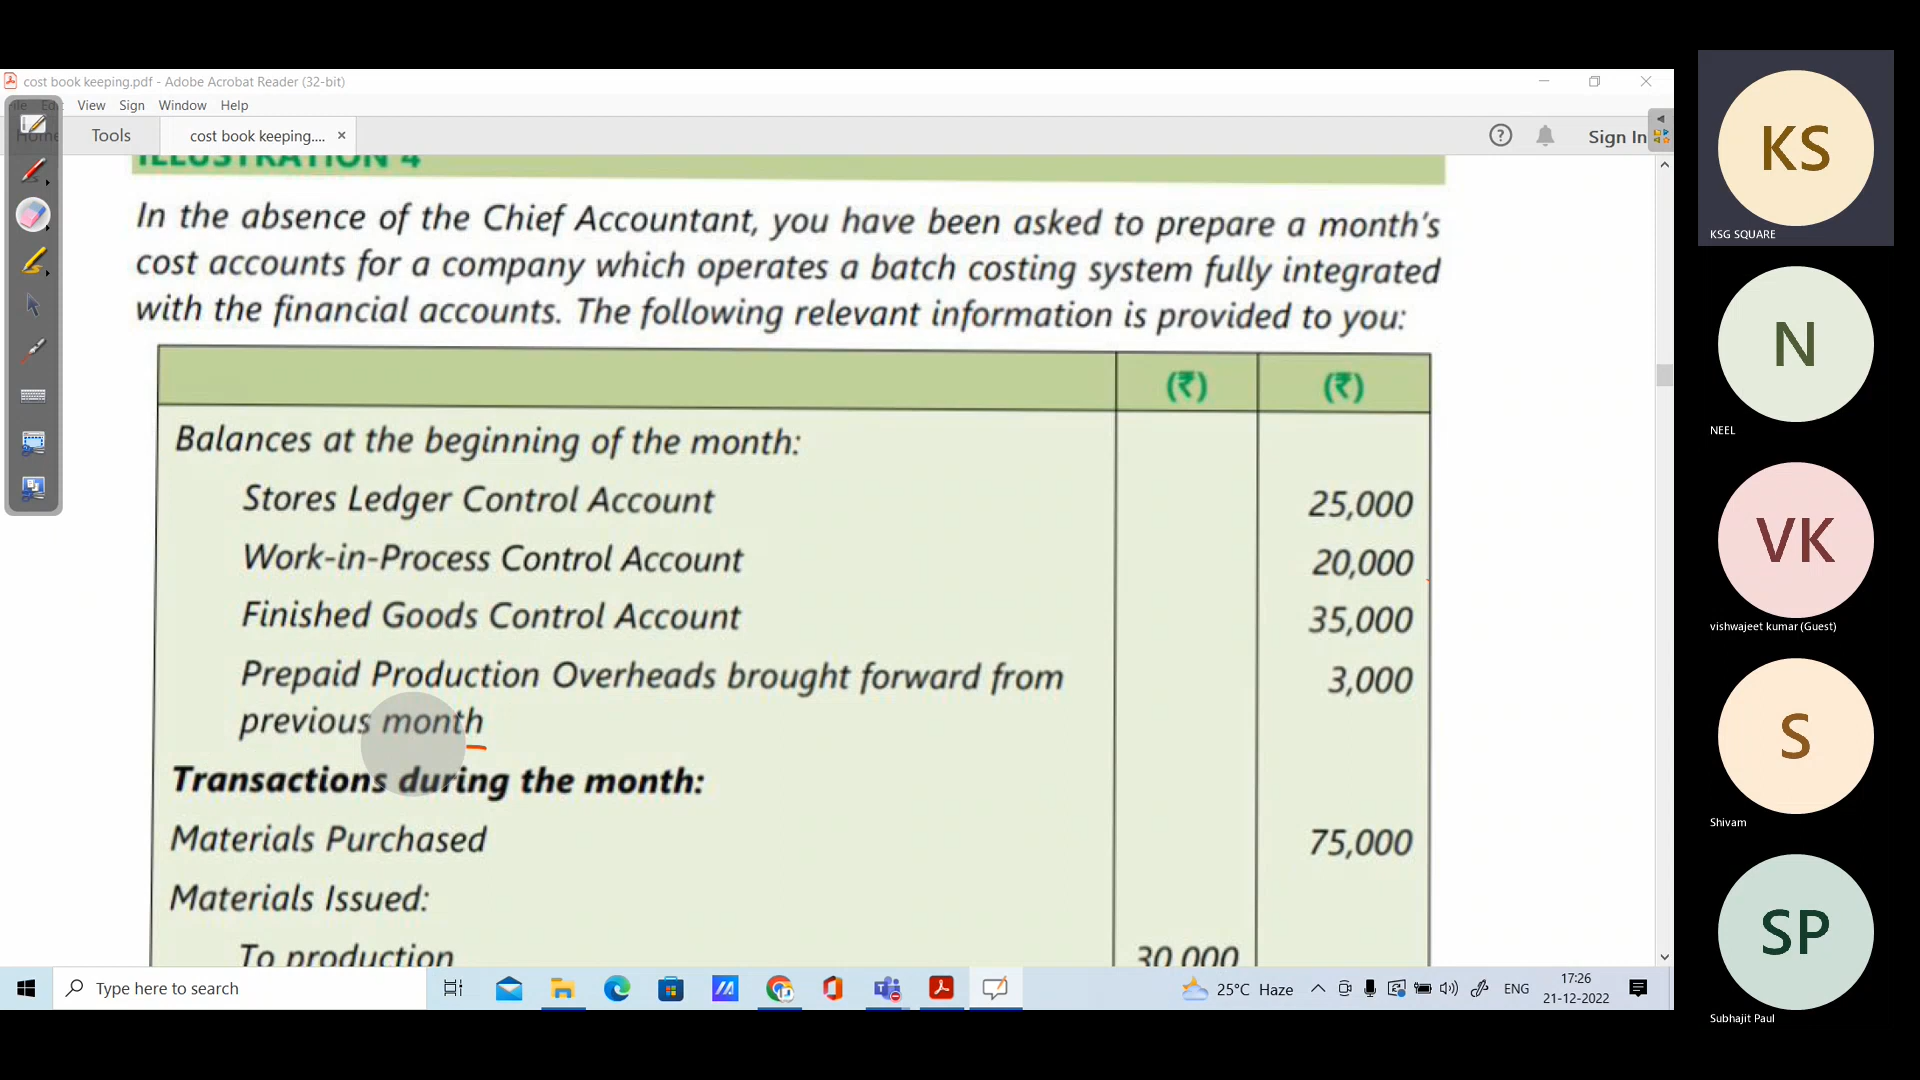 cost book keeping.pdf - Adobe Acrobat Reader (32-bit)
View Sign Window Help
Tools
cost book keeping.... ×
Sign In
ILLUSTRATION 4
In the absence of the Chief Accountant, you have been asked to prepare a month's
cost accounts for a company which operates a batch costing system fully integrated
with the financial accounts. The following relevant information is provided to you:
(₹) (₹)
Balances at the beginning of the month:
Stores Ledger Control Account 25,000
Work-in-Process Control Account 20,000
Finished Goods Control Account 35,000
Prepaid Production Overheads brought forward from 3,000
previous month
Transactions during the month:
Materials Purchased 75,000
Materials Issued:
To production 30,000
Type here to search
25°C Haze
ENG
17:26
21-12-2022
KS
KSG SQUARE
N
NEEL
VK
vishwajeet kumar (Guest)
S
Shivam
SP
Subhajit Paul